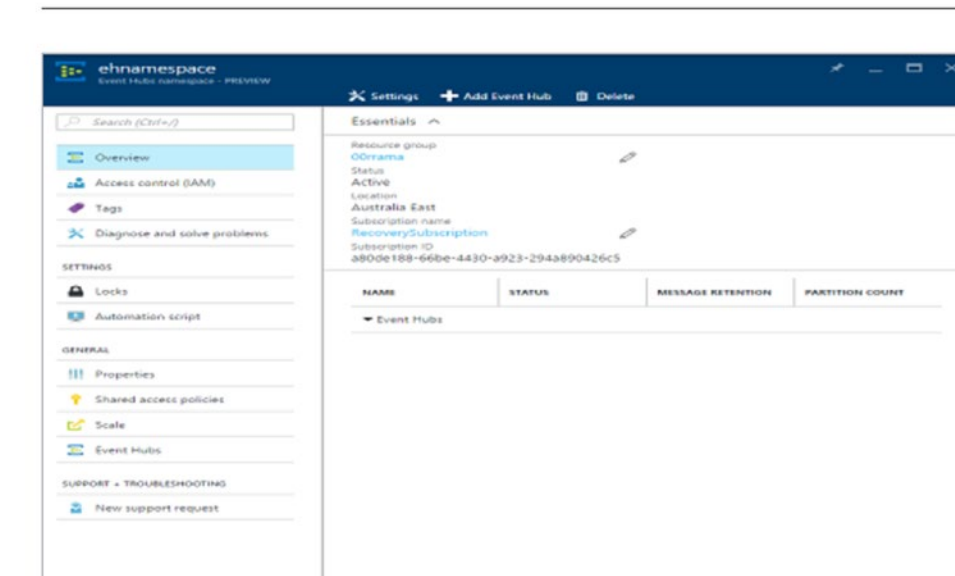 ehnamespace
Event Hubs namespace - PREVIEW
Settings Add Event Hub Delete
Search (Ctrl+/)
Overview
Access control (IAM)
Tags
Diagnose and solve problems
SETTINGS
Locks
Automation script
GENERAL
Properties
Shared access policies
Scale
Event Hubs
SUPPORT + TROUBLESHOOTING
New support request
Essentials
Resource group
00rrama
Status
Active
Location
Australia East
Subscription name
RecoverySubscription
Subscription ID
a80de188-66be-4430-a923-294a890426c5
NAME STATUS MESSAGE RETENTION PARTITION COUNT
Event Hubs